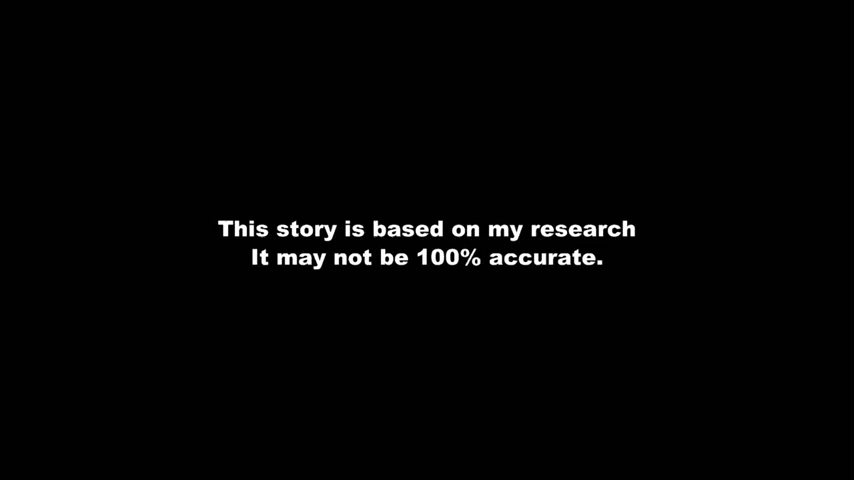 This story is based on my research
It may not be 100% accurate.